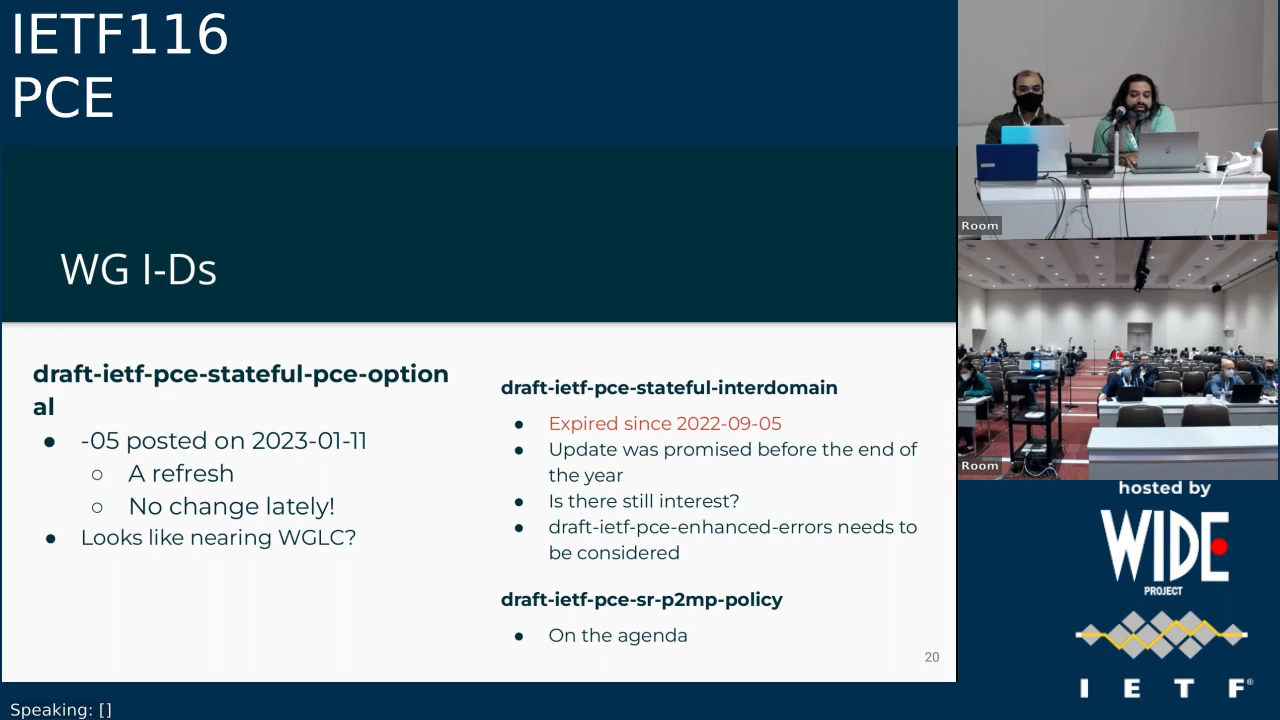 IETF116
PCE
WG I-Ds
draft-ietf-pce-stateful-pce-option
al
● -05 posted on 2023-01-11
○ A refresh
○ No change lately!
● Looks like nearing WGLC?
draft-ietf-pce-stateful-interdomain
● Expired since 2022-09-05
● Update was promised before the end of
the year
● Is there still interest?
● draft-ietf-pce-enhanced-errors needs to
be considered
draft-ietf-pce-sr-p2mp-policy
● On the agenda
20
Room
Room
hosted by
WIDE
PROJECT
I E T F®
Speaking: []